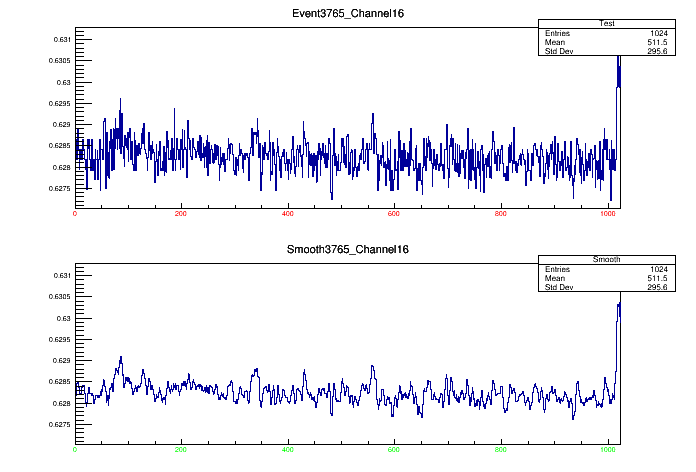 Event3765_Channel16
Test
Entries 1024
Mean 511.5
Std Dev 295.6
0.631
0.6305
0.63
0.6295
0.629
0.6285
0.628
0.6275
0 200 400 600 800 1000
Smooth3765_Channel16
Smooth
Entries 1024
Mean 511.5
Std Dev 295.6
0.631
0.6305
0.63
0.6295
0.629
0.6285
0.628
0.6275
0 200 400 600 800 1000